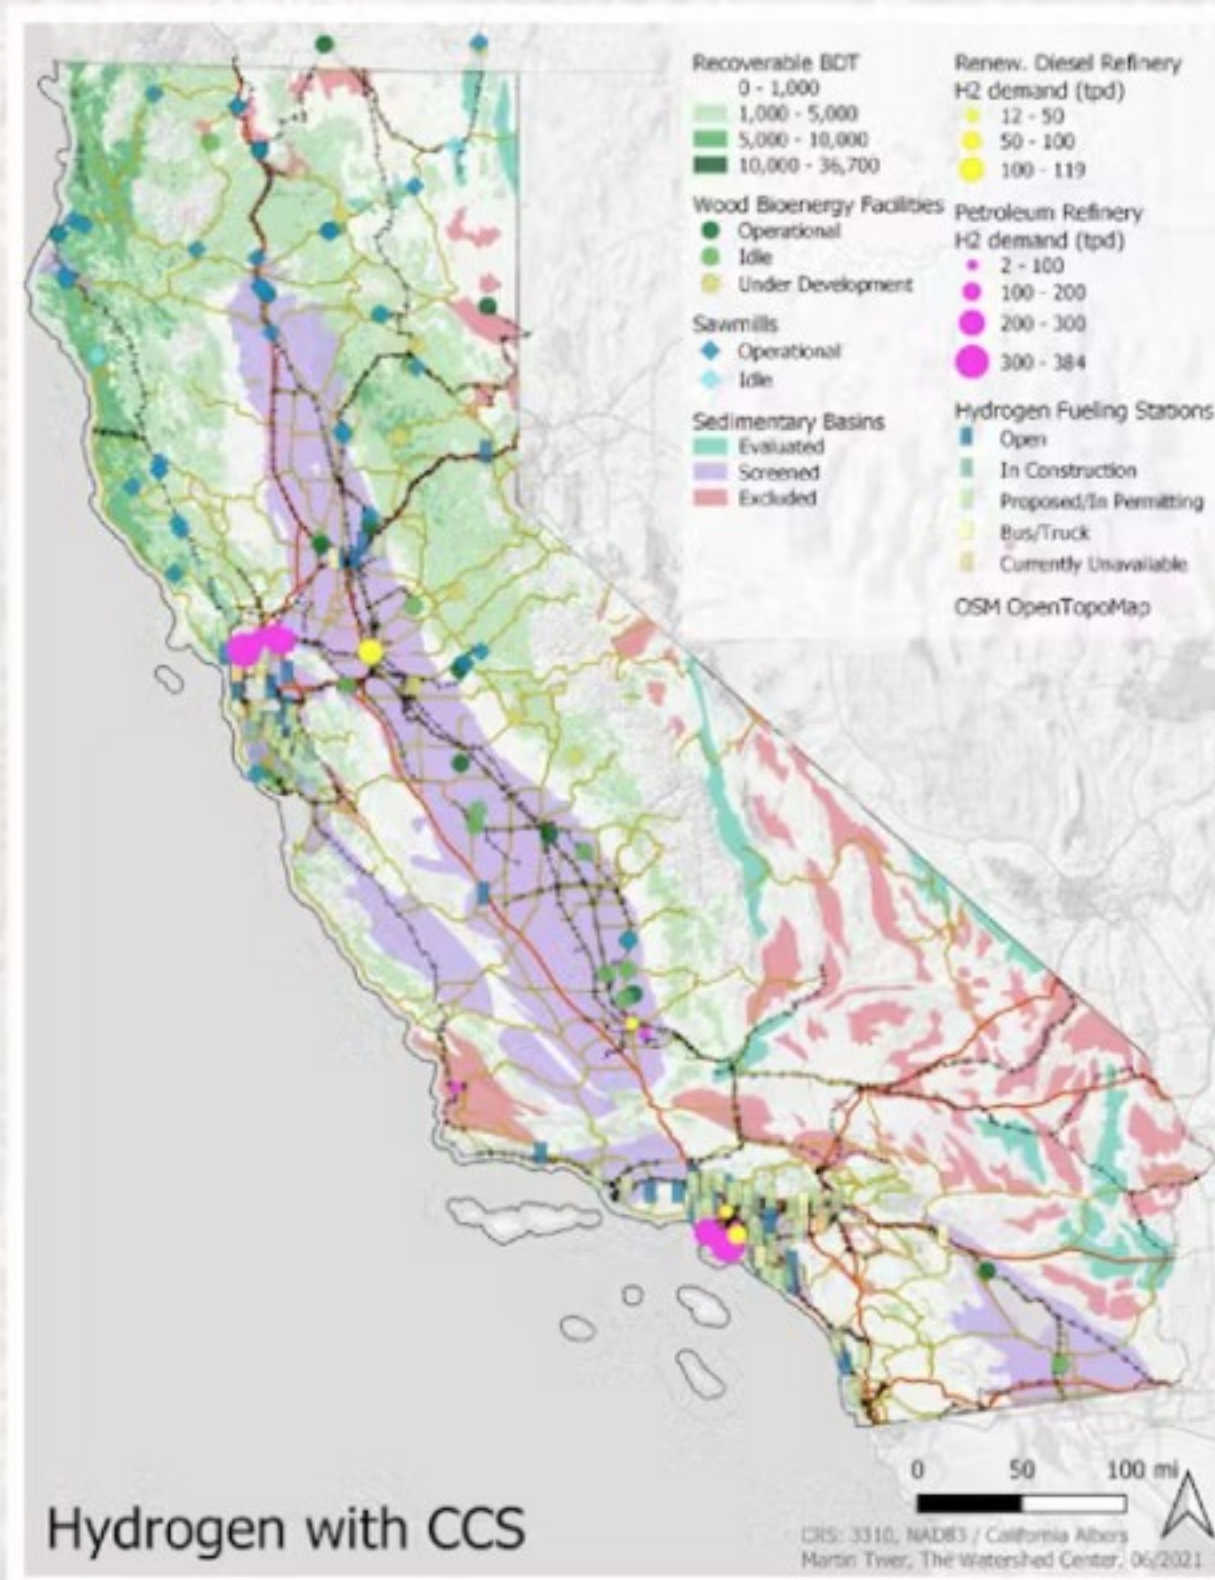 Recoverable BDT
0 - 1,000
1,000 - 5,000
5,000 - 10,000
10,000 - 36,700
Wood Bioenergy Facilities
Operational
Idle
Under Development
Sawmills
Operational
Idle
Sedimentary Basins
Evaluated
Screened
Excluded
Renew. Diesel Refinery
H2 demand (tpd)
12 - 50
50 - 100
100 - 119
Petroleum Refinery
H2 demand (tpd)
2 - 100
100 - 200
200 - 300
300 - 384
Hydrogen Fueling Stations
Open
In Construction
Proposed/In Permitting
Bus/Truck
Currently Unavailable
OSM OpenTopoMap
0 50 100 mi
Hydrogen with CCS
CRS: 3310, NAD83 / California Albers
Martin Twer, The Watershed Center, 06/2021